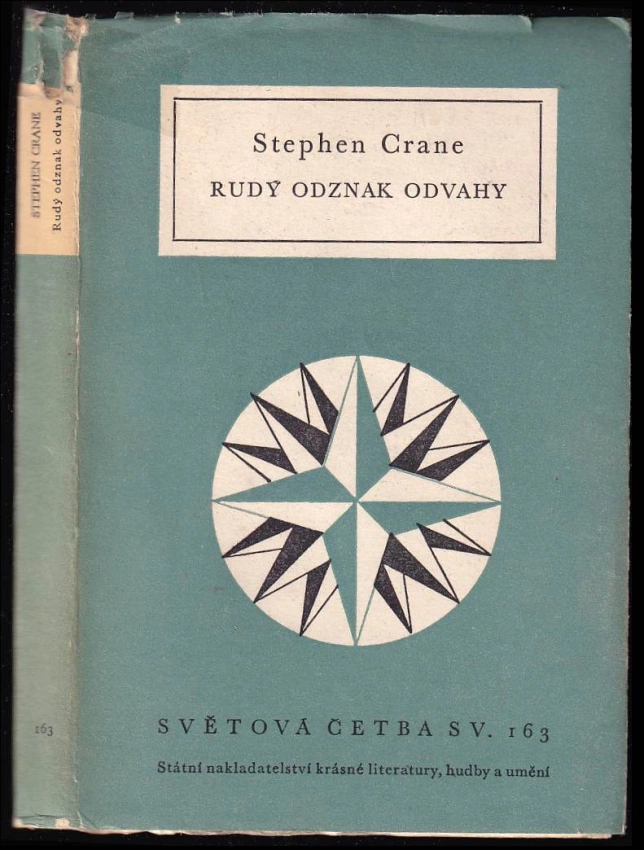 STEPHEN CRANE
Rudý odznak odvahy
163
Stephen Crane
RUDÝ ODZNAK ODVAHY
SVĚTOVÁ ČETBA SV. 163
Státní nakladatelství krásné literatury, hudby a umění